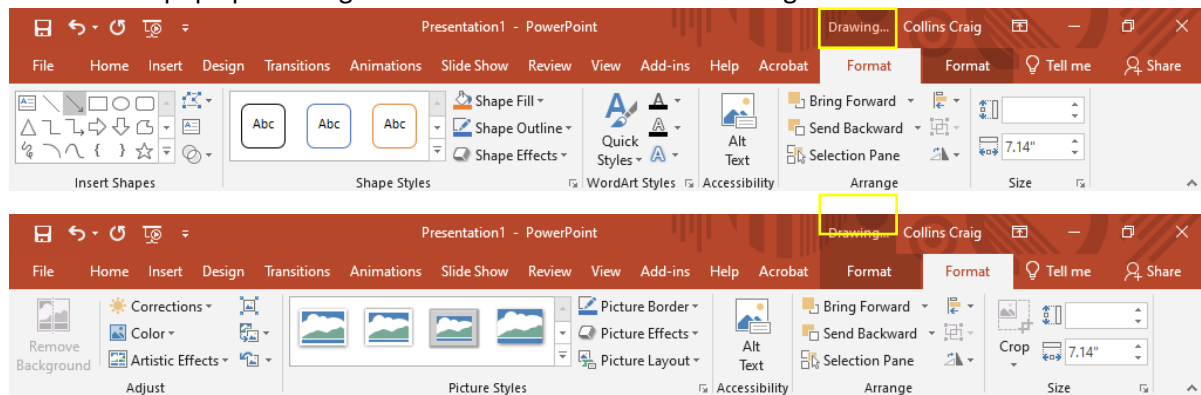 Presentation1 - PowerPoint Drawing... Collins Craig
File Home Insert Design Transitions Animations Slide Show Review View Add-ins Help Acrobat Format Format Tell me Share
Abc Abc Abc
Shape Fill
Shape Outline
Shape Effects
Quick
Styles
Alt
Text
Bring Forward
Send Backward
Selection Pane
7.14"
Insert Shapes Shape Styles WordArt Styles Accessibility Arrange Size
Presentation1 - PowerPoint Drawing... Collins Craig
File Home Insert Design Transitions Animations Slide Show Review View Add-ins Help Acrobat Format Format Tell me Share
Remove
Background
Corrections
Color
Artistic Effects
Picture Border
Picture Effects
Picture Layout
Alt
Text
Bring Forward
Send Backward
Selection Pane
Crop
7.14"
Adjust Picture Styles Accessibility Arrange Size